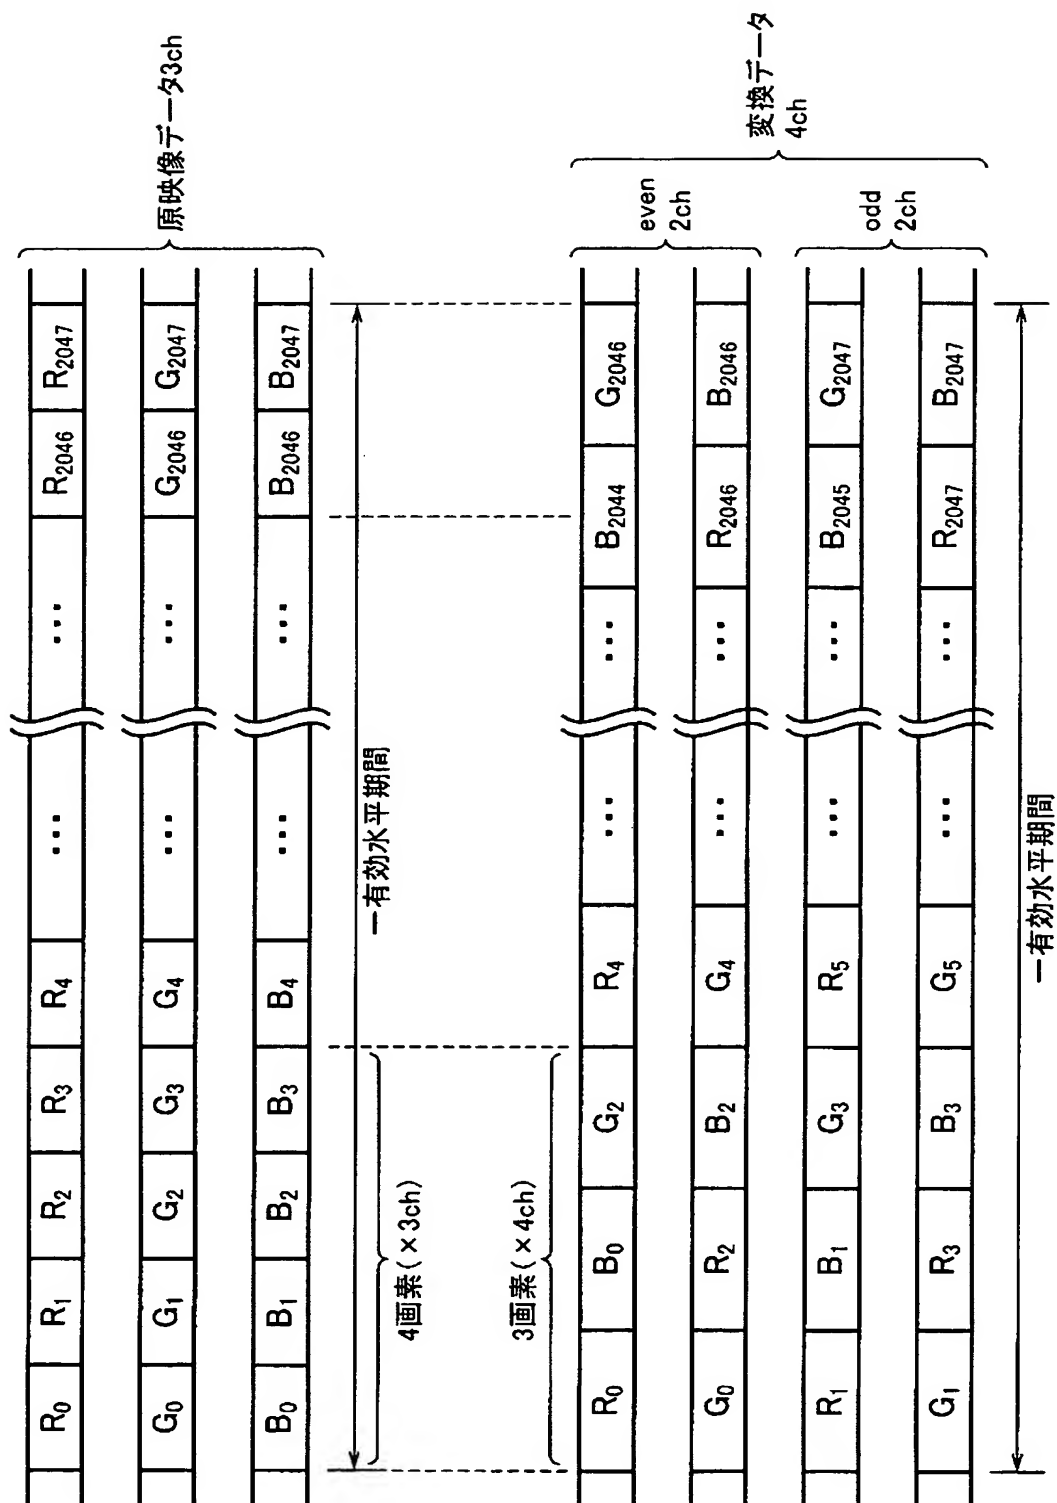 原映像データ3ch
R0 R1 R2 R3 R4 ... ... R2046 R2047
G0 G1 G2 G3 G4 ... ... G2046 G2047
B0 B1 B2 B3 B4 ... ... B2046 B2047
一有効水平期間
4画素(×3ch)
3画素(×4ch)
R0 B0 G2 R4 ... ... B2044 G2046
G0 R2 B2 G4 ... ... R2046 B2046
even
2ch
R1 B1 G3 R5 ... ... B2045 G2047
G1 R3 B3 G5 ... ... R2047 B2047
odd
2ch
変換データ
4ch
一有効水平期間